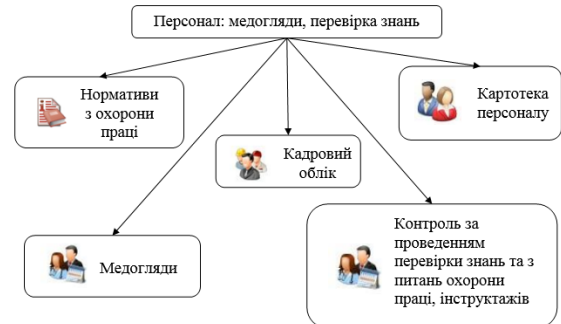 Персонал: медогляди, перевірка знань
Нормативи
з охорони
праці
Картотека
персоналу
Кадровий
облік
Медогляди
Контроль за
проведенням
перевірки знань та з
питань охорони
праці, інструктажів